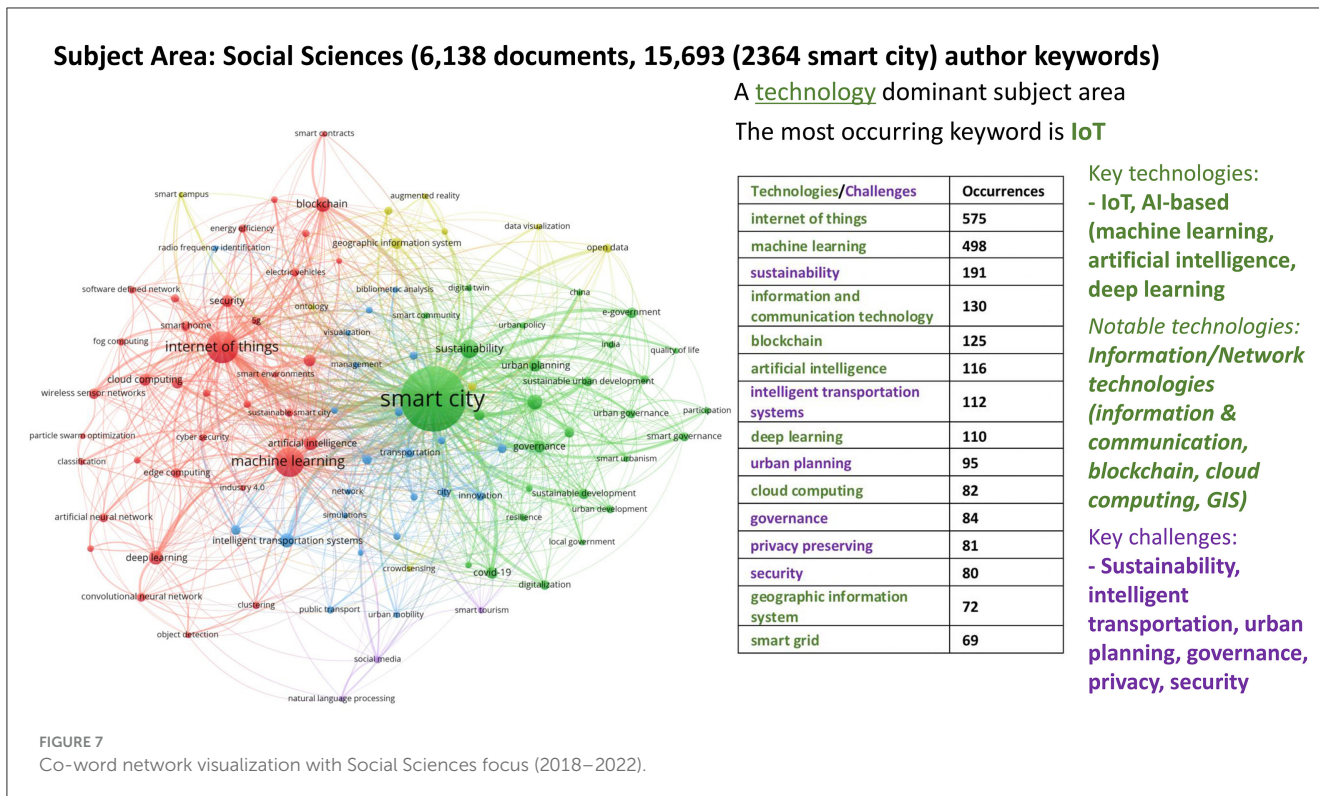 Subject Area: Social Sciences (6,138 documents, 15,693 (2364 smart city) author keywords)
A technology dominant subject area
The most occurring keyword is IoT
smart contracts
smart campus
augmented reality
blockchain
energy efficiency
data visualization
radio frequency identification
geographic information system
open data
electric vehicles
software defined network
bibliometric analysis
digital twin
china
security
ontology
smart community
e-government
5g
smart home
visualization
urban policy
fog computing
internet of things
sustainability
india
quality of life
management
urban planning
cloud computing
smart environments
sustainable urban development
wireless sensor networks
smart city
sustainable smart city
urban governance
participation
particle swarm optimization
cyber security
artificial intelligence
governance
smart governance
transportation
classification
machine learning
smart urbanism
edge computing
industry 4.0
network
city
innovation
sustainable development
artificial neural network
simulations
resilience
urban development
intelligent transportation systems
local government
deep learning
crowdsensing
covid-19
digitalization
convolutional neural network
clustering
public transport
urban mobility
smart tourism
object detection
social media
natural language processing
Technologies/Challenges Occurrences
internet of things 575
machine learning 498
sustainability 191
information and
communication technology 130
blockchain 125
artificial intelligence 116
intelligent transportation
systems 112
deep learning 110
urban planning 95
cloud computing 82
governance 84
privacy preserving 81
security 80
geographic information
system 72
smart grid 69
Key technologies:
- IoT, AI-based
(machine learning,
artificial intelligence,
deep learning
Notable technologies:
Information/Network
technologies
(information &
communication,
blockchain, cloud
computing, GIS)
Key challenges:
- Sustainability,
intelligent
transportation, urban
planning, governance,
privacy, security
FIGURE 7
Co-word network visualization with Social Sciences focus (2018–2022).